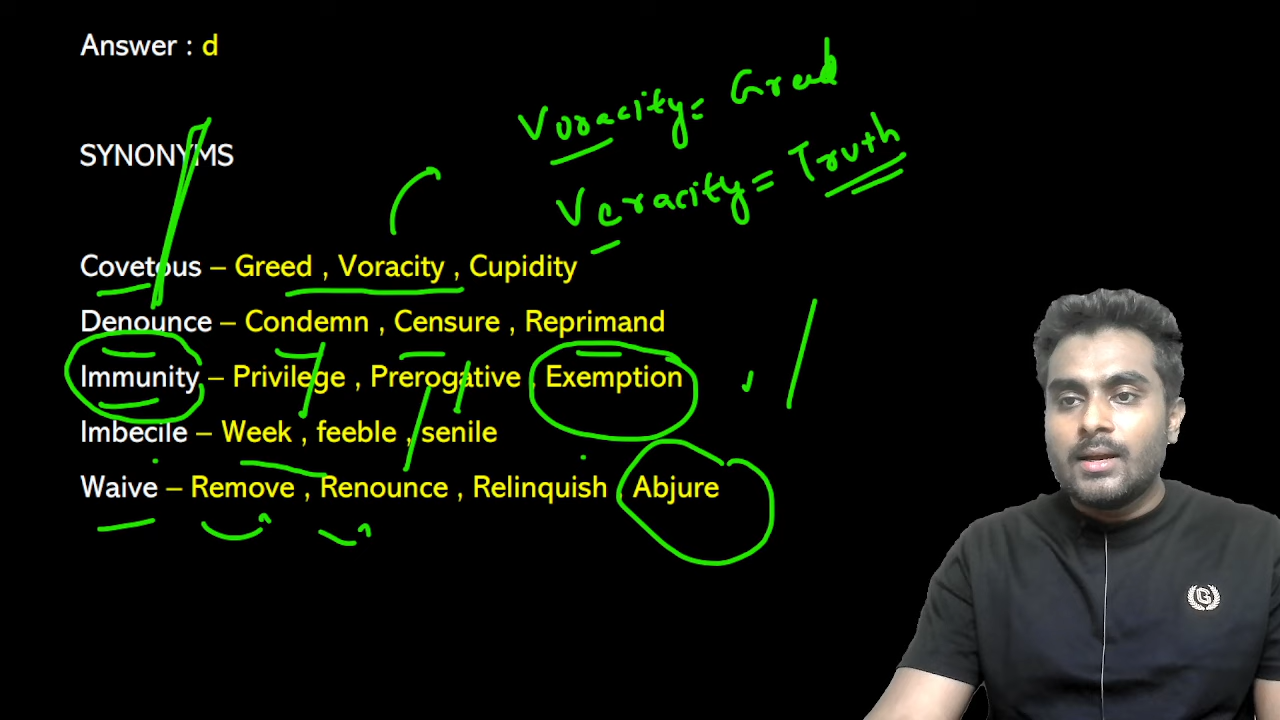 Answer : d
Voracity = Greed
SYNONYMS
Veracity = Truth
Covetous – Greed , Voracity , Cupidity
Denounce – Condemn , Censure , Reprimand
Immunity – Privilege , Prerogative , Exemption
Imbecile – Week , feeble , senile
Waive – Remove , Renounce , Relinquish , Abjure